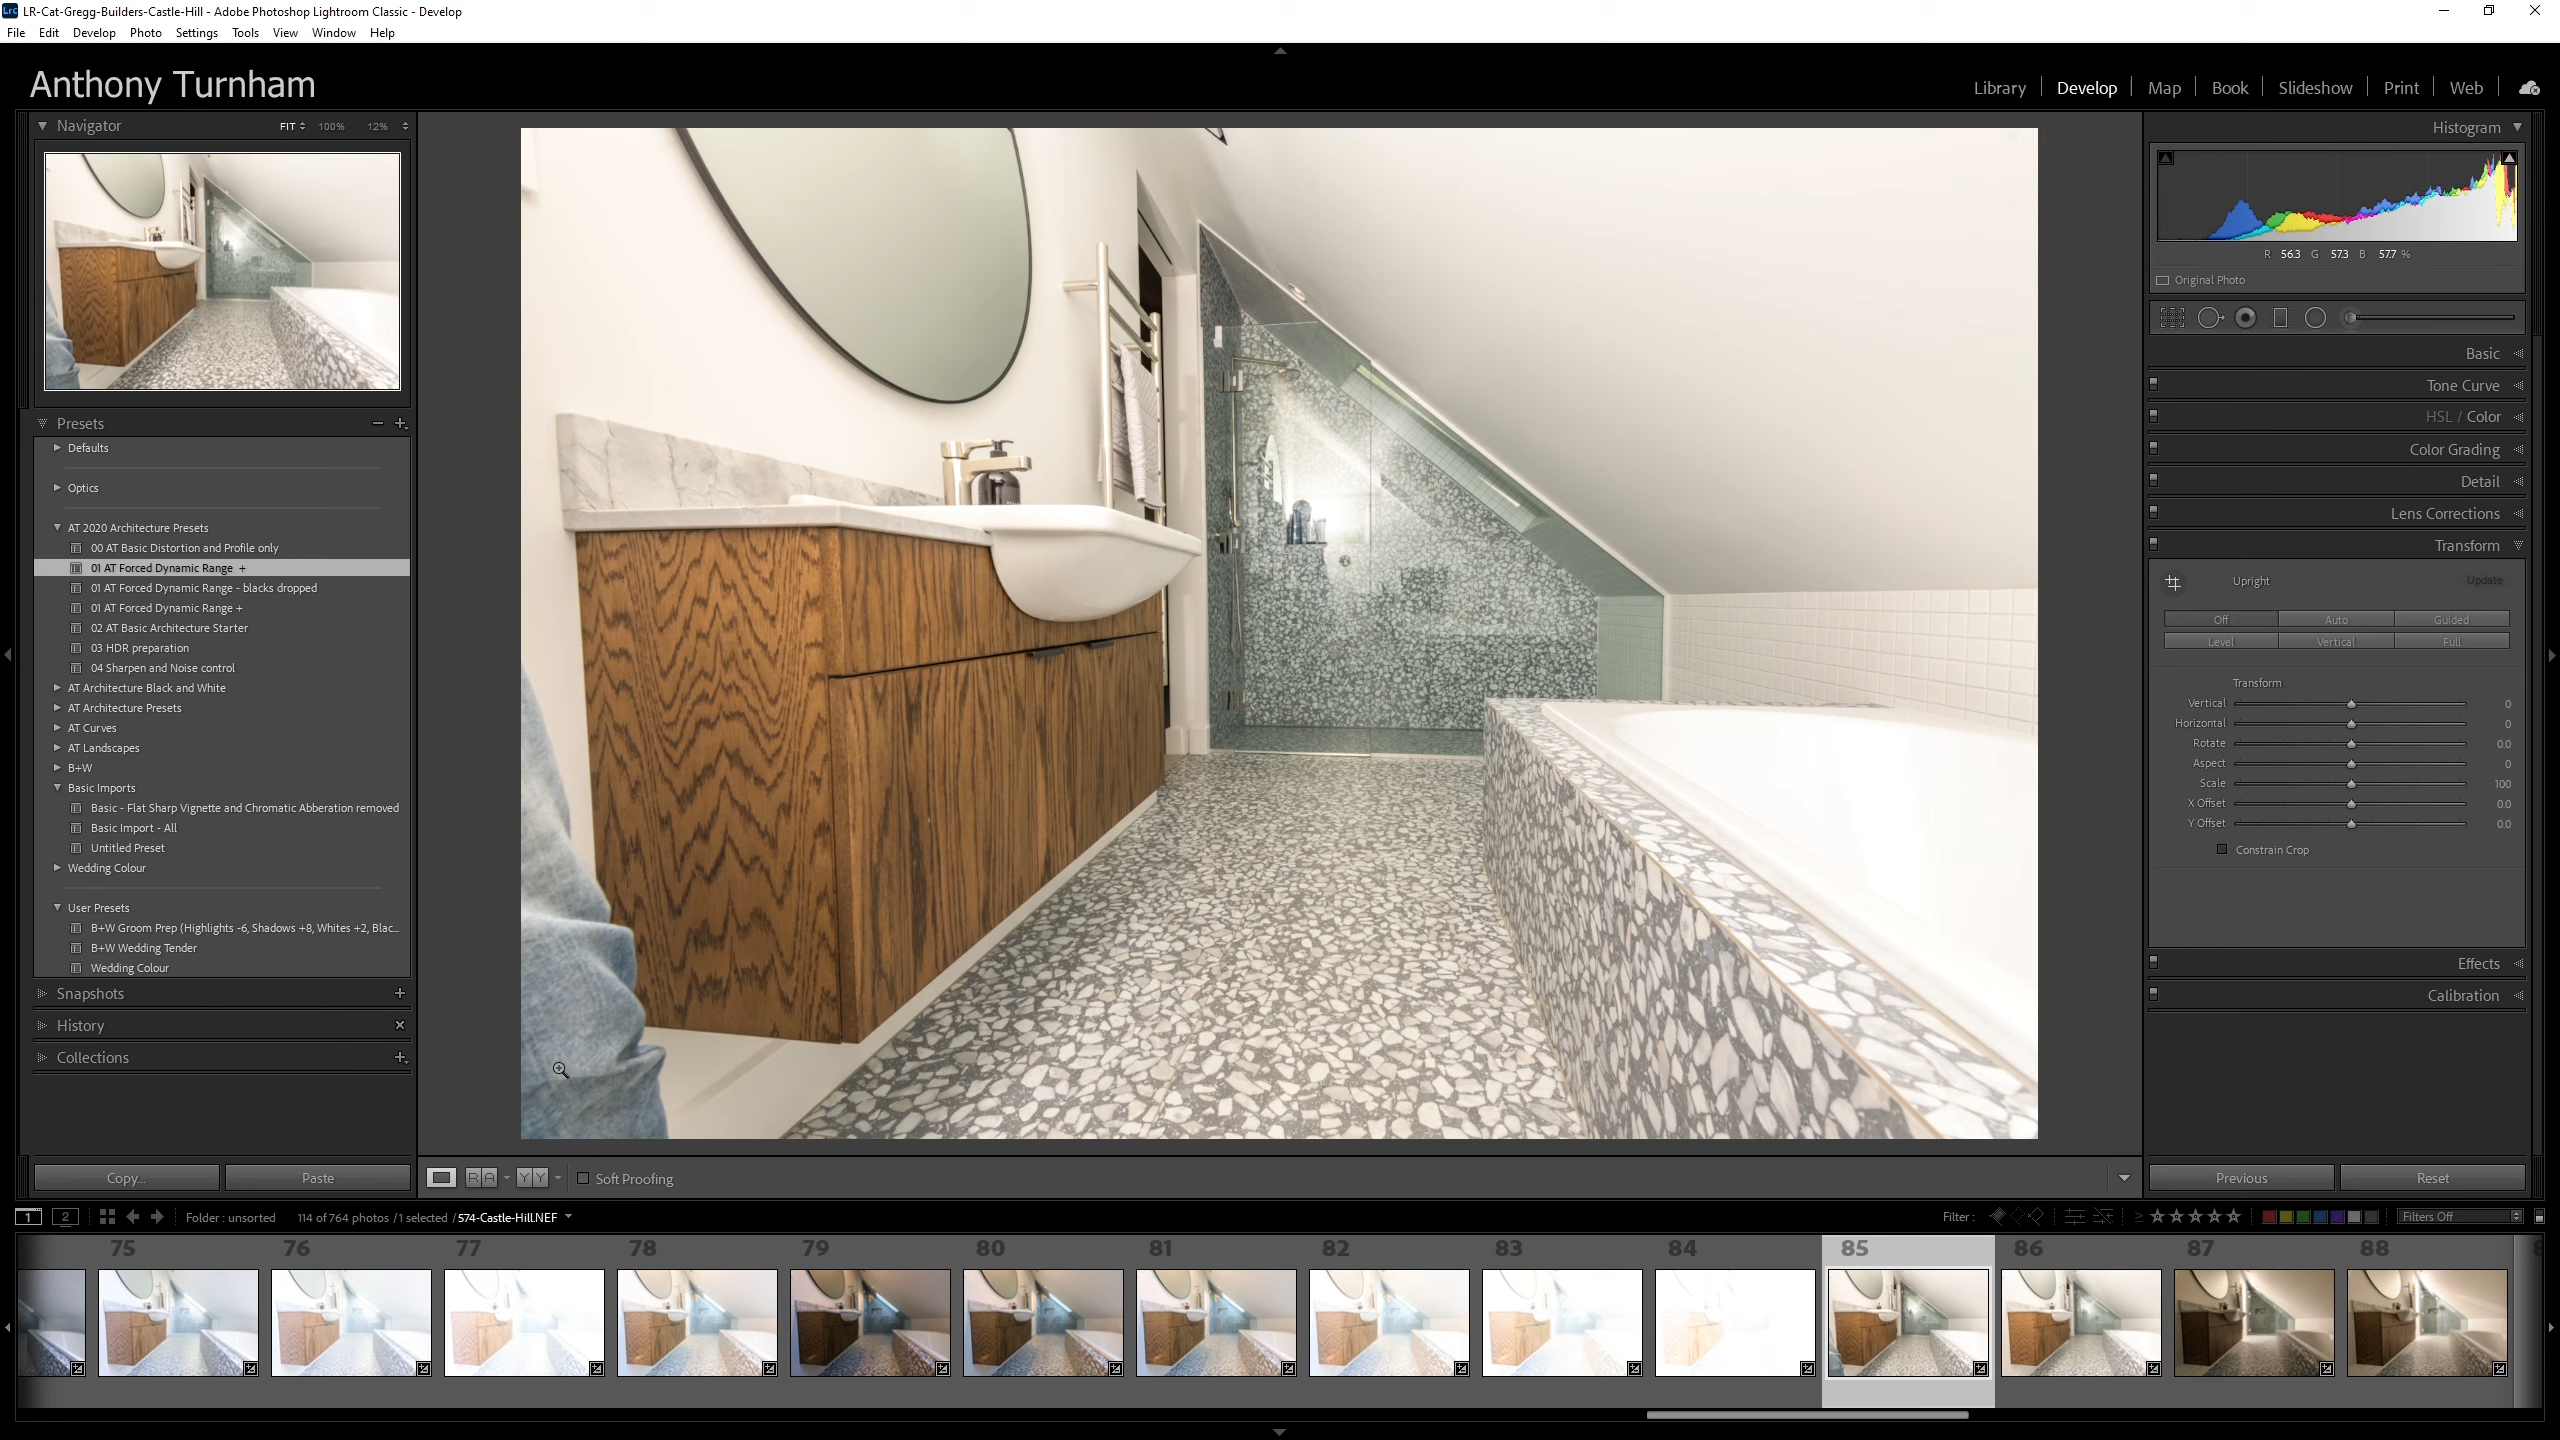 LR-Cat-Gregg-Builders-Castle-Hill - Adobe Photoshop Lightroom Classic - Develop
File Edit Develop Photo Settings Tools View Window Help
Anthony Turnham
Library Develop Map Book Slideshow Print Web
Navigator FIT 100% 12%
Presets
Defaults
Optics
AT 2020 Architecture Presets
00 AT Basic Distortion and Profile only
01 AT Forced Dynamic Range +
01 AT Forced Dynamic Range - blacks dropped
01 AT Forced Dynamic Range +
02 AT Basic Architecture Starter
03 HDR preparation
04 Sharpen and Noise control
AT Architecture Black and White
AT Architecture Presets
AT Curves
AT Landscapes
B+W
Basic Imports
Basic - Flat Sharp Vignette and Chromatic Abberation removed
Basic Import - All
Untitled Preset
Wedding Colour
User Presets
B+W Groom Prep (Highlights -6, Shadows +8, Whites +2, Blac...
B+W Wedding Tender
Wedding Colour
Snapshots
History
Collections
Copy... Paste
Soft Proofing
Histogram
R 56.3 G 57.3 B 57.7 %
Original Photo
Basic
Tone Curve
HSL / Color
Color Grading
Detail
Lens Corrections
Transform
Upright Update
Off Auto Guided
Level Vertical Full
Transform
Vertical 0
Horizontal 0
Rotate 0.0
Aspect 0
Scale 100
X Offset 0.0
Y Offset 0.0
Constrain Crop
Effects
Calibration
Previous Reset
1 2 Folder : unsorted 114 of 764 photos / 1 selected / 574-Castle-Hill.NEF Filter : Filters Off
75 76 77 78 79 80 81 82 83 84 85 86 87 88